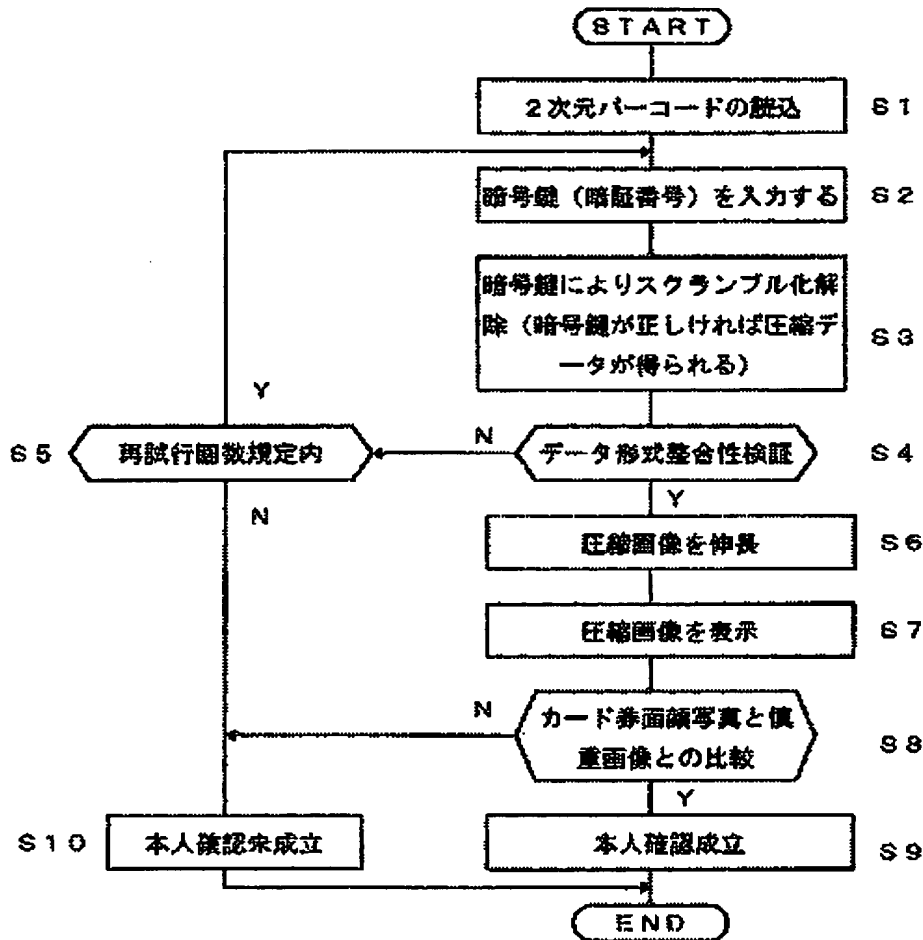 START
2次元バーコードの読込
S1
暗号鍵（暗証番号）を入力する
S2
暗号鍵によりスクランブル化解
除（暗号鍵が正しければ圧縮デ
ータが得られる）
S3
Y
S5
再試行回数規定内
N
データ形式整合性検証
S4
N
Y
圧縮画像を伸長
S6
圧縮画像を表示
S7
N
カード券面顔写真と慎
重画像との比較
S8
Y
S10
本人確認未成立
本人確認成立
S9
END